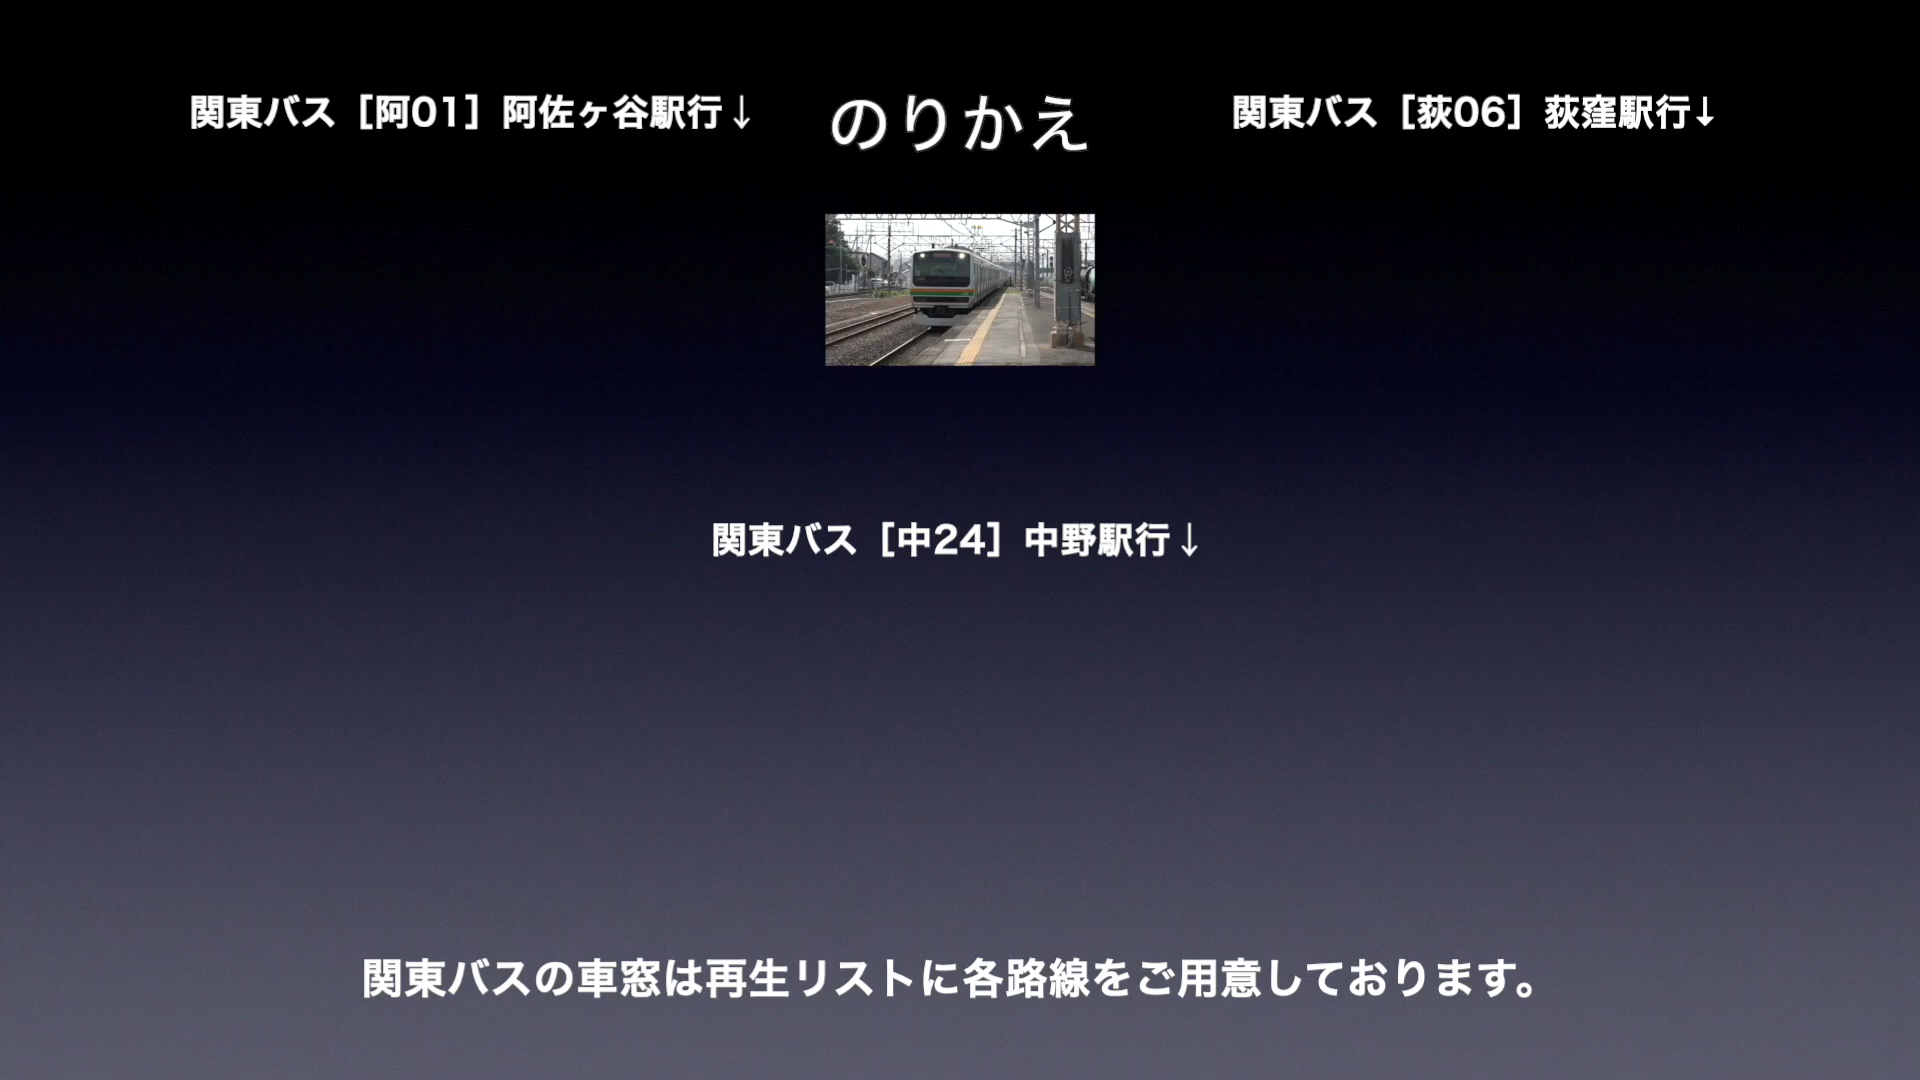 関東バス［阿01］阿佐ヶ谷駅行↓
のりかえ
関東バス［荻06］荻窪駅行↓
関東バス［中24］中野駅行↓
関東バスの車窓は再生リストに各路線をご用意しております。